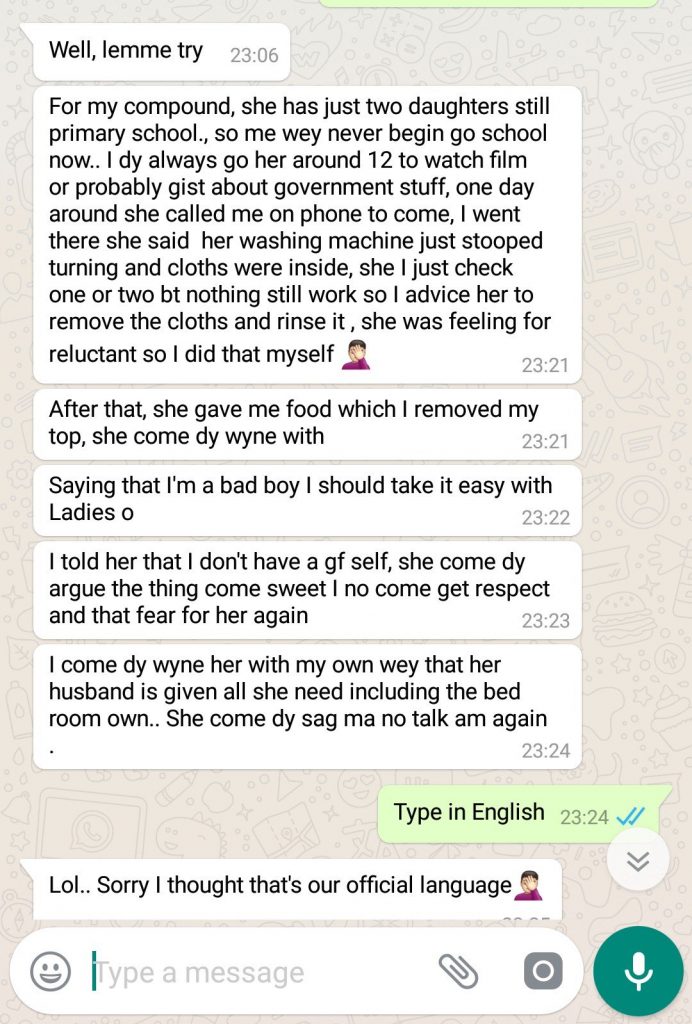 Well, lemme try 23:06
For my compound, she has just two daughters still
primary school., so me wey never begin go school
now.. I dy always go her around 12 to watch film
or probably gist about government stuff, one day
around she called me on phone to come, I went
there she said her washing machine just stooped
turning and cloths were inside, she I just check
one or two bt nothing still work so I advice her to
remove the cloths and rinse it , she was feeling for
reluctant so I did that myself 🤦🏻‍♂️
23:21
After that, she gave me food which I removed my
top, she come dy wyne with
23:21
Saying that I'm a bad boy I should take it easy with
Ladies o
23:22
I told her that I don't have a gf self, she come dy
argue the thing come sweet I no come get respect
and that fear for her again
23:23
I come dy wyne her with my own wey that her
husband is given all she need including the bed
room own.. She come dy sag ma no talk am again
.
23:24
Type in English 23:24
Lol.. Sorry I thought that's our official language🤦🏻‍♂️
Type a message